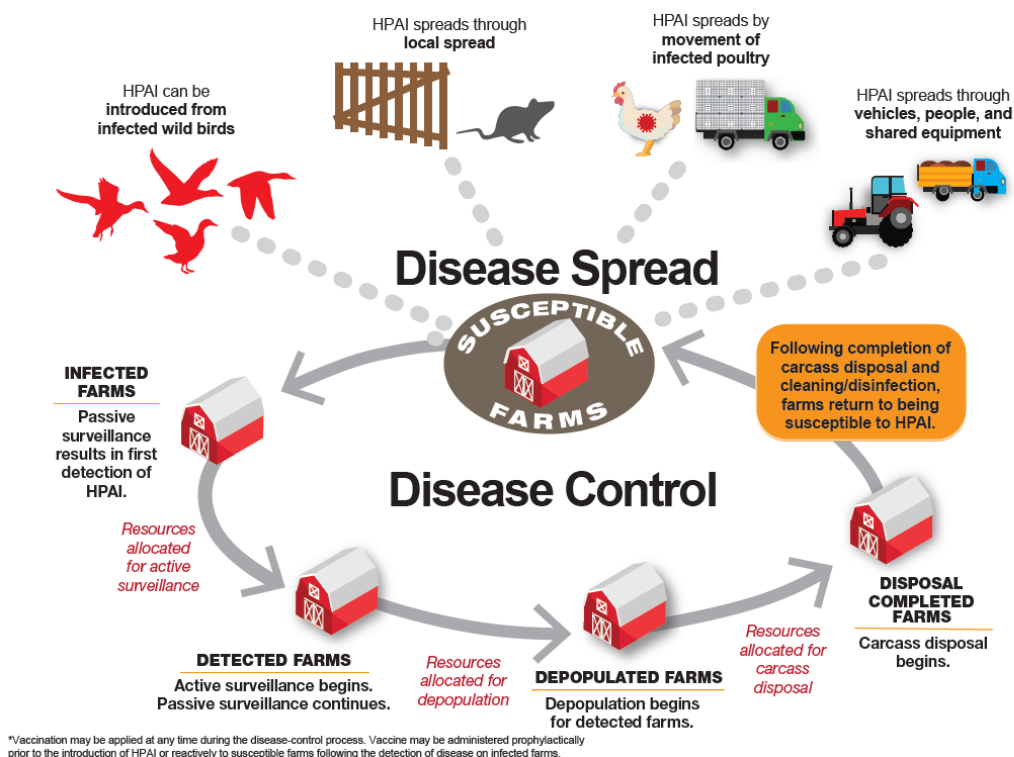 HPAI can be
introduced from
infected wild birds
HPAI spreads through
local spread
HPAI spreads by
movement of
infected poultry
HPAI spreads through
vehicles, people, and
shared equipment
Disease Spread
SUSCEPTIBLE
FARMS
INFECTED
FARMS
Passive
surveillance
results in first
detection of
HPAI.
Resources
allocated
for active
surveillance
Disease Control
DETECTED FARMS
Active surveillance begins.
Passive surveillance continues.
Resources
allocated for
depopulation
DEPOPULATED FARMS
Depopulation begins
for detected farms.
Resources
allocated for
carcass
disposal
DISPOSAL
COMPLETED
FARMS
Carcass disposal
begins.
Following completion of
carcass disposal and
cleaning/disinfection,
farms return to being
susceptible to HPAI.
*Vaccination may be applied at any time during the disease-control process. Vaccine may be administered prophylactically
prior to the introduction of HPAI or reactively to susceptible farms following the detection of disease on infected farms.